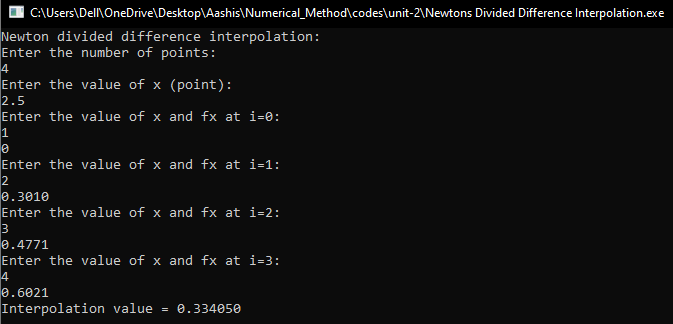 C:\Users\Dell\OneDrive\Desktop\Aashis\Numerical_Method\codes\unit-2\Newtons Divided Difference Interpolation.exe
Newton divided difference interpolation:
Enter the number of points:
4
Enter the value of x (point):
2.5
Enter the value of x and fx at i=0:
1
0
Enter the value of x and fx at i=1:
2
0.3010
Enter the value of x and fx at i=2:
3
0.4771
Enter the value of x and fx at i=3:
4
0.6021
Interpolation value = 0.334050